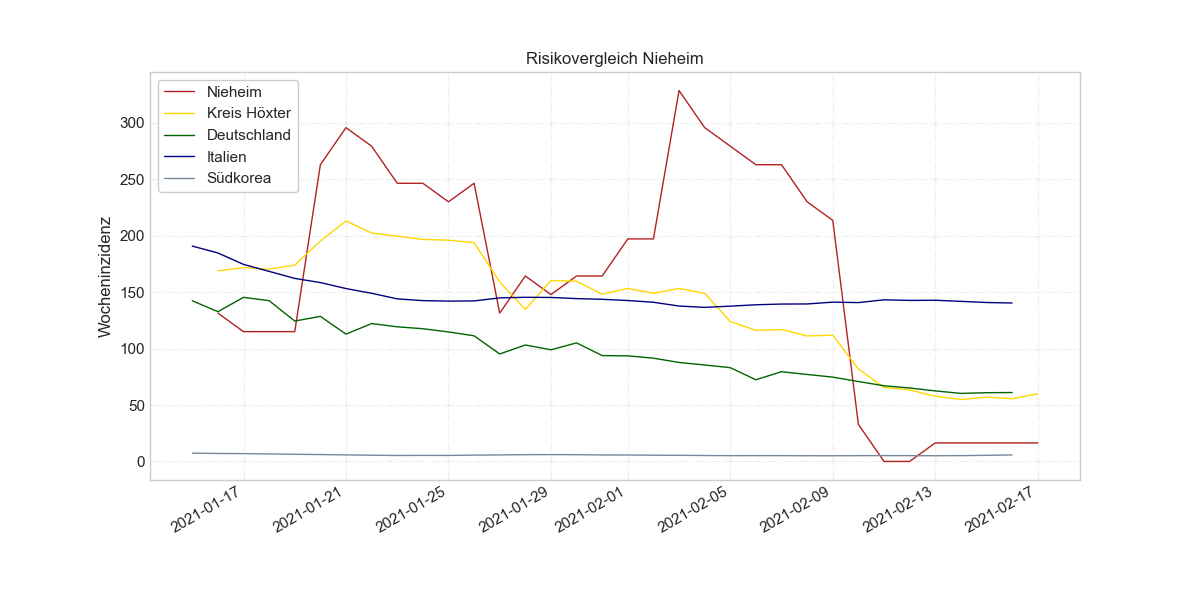 Risikovergleich Nieheim
Nieheim
Kreis Höxter
Deutschland
Italien
Südkorea
Wocheninzidenz
300
250
200
150
100
50
0
2021-01-17
2021-01-21
2021-01-25
2021-01-29
2021-02-01
2021-02-05
2021-02-09
2021-02-13
2021-02-17